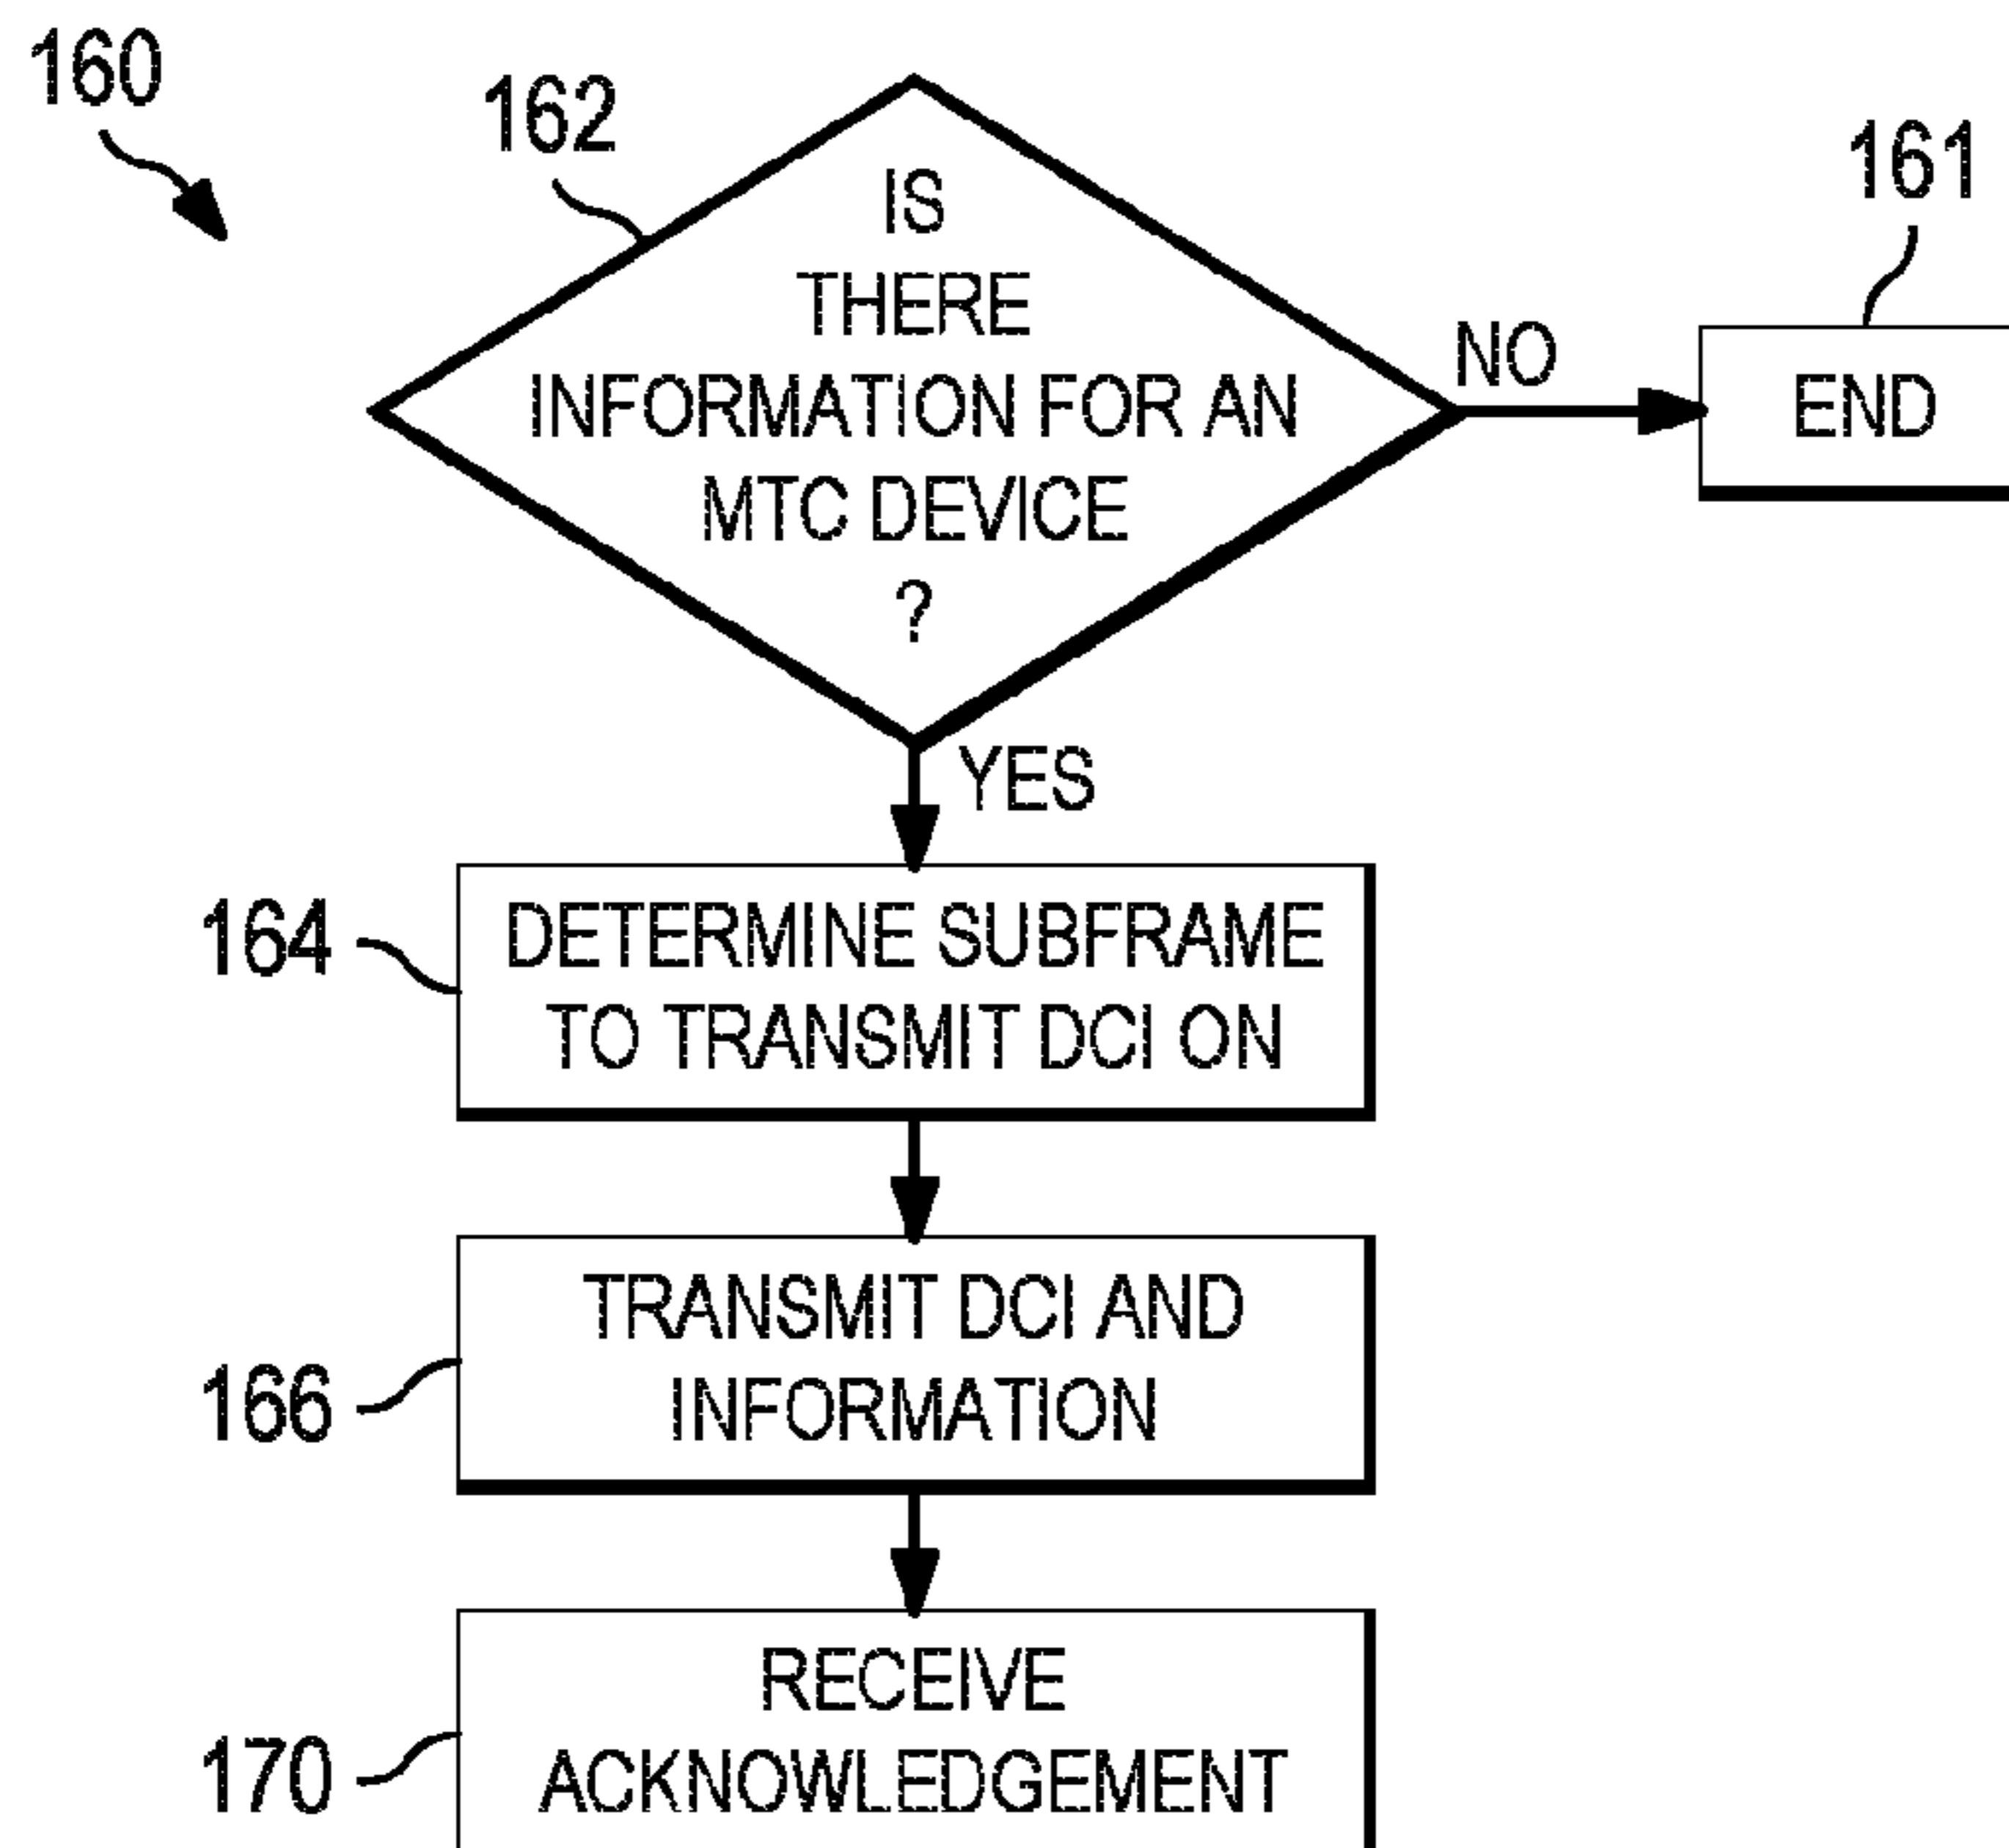 160
162
161
IS
THERE
INFORMATION FOR AN
MTC DEVICE
?
NO
END
YES
164
DETERMINE SUBFRAME
TO TRANSMIT DCI ON
166
TRANSMIT DCI AND
INFORMATION
170
RECEIVE
ACKNOWLEDGEMENT